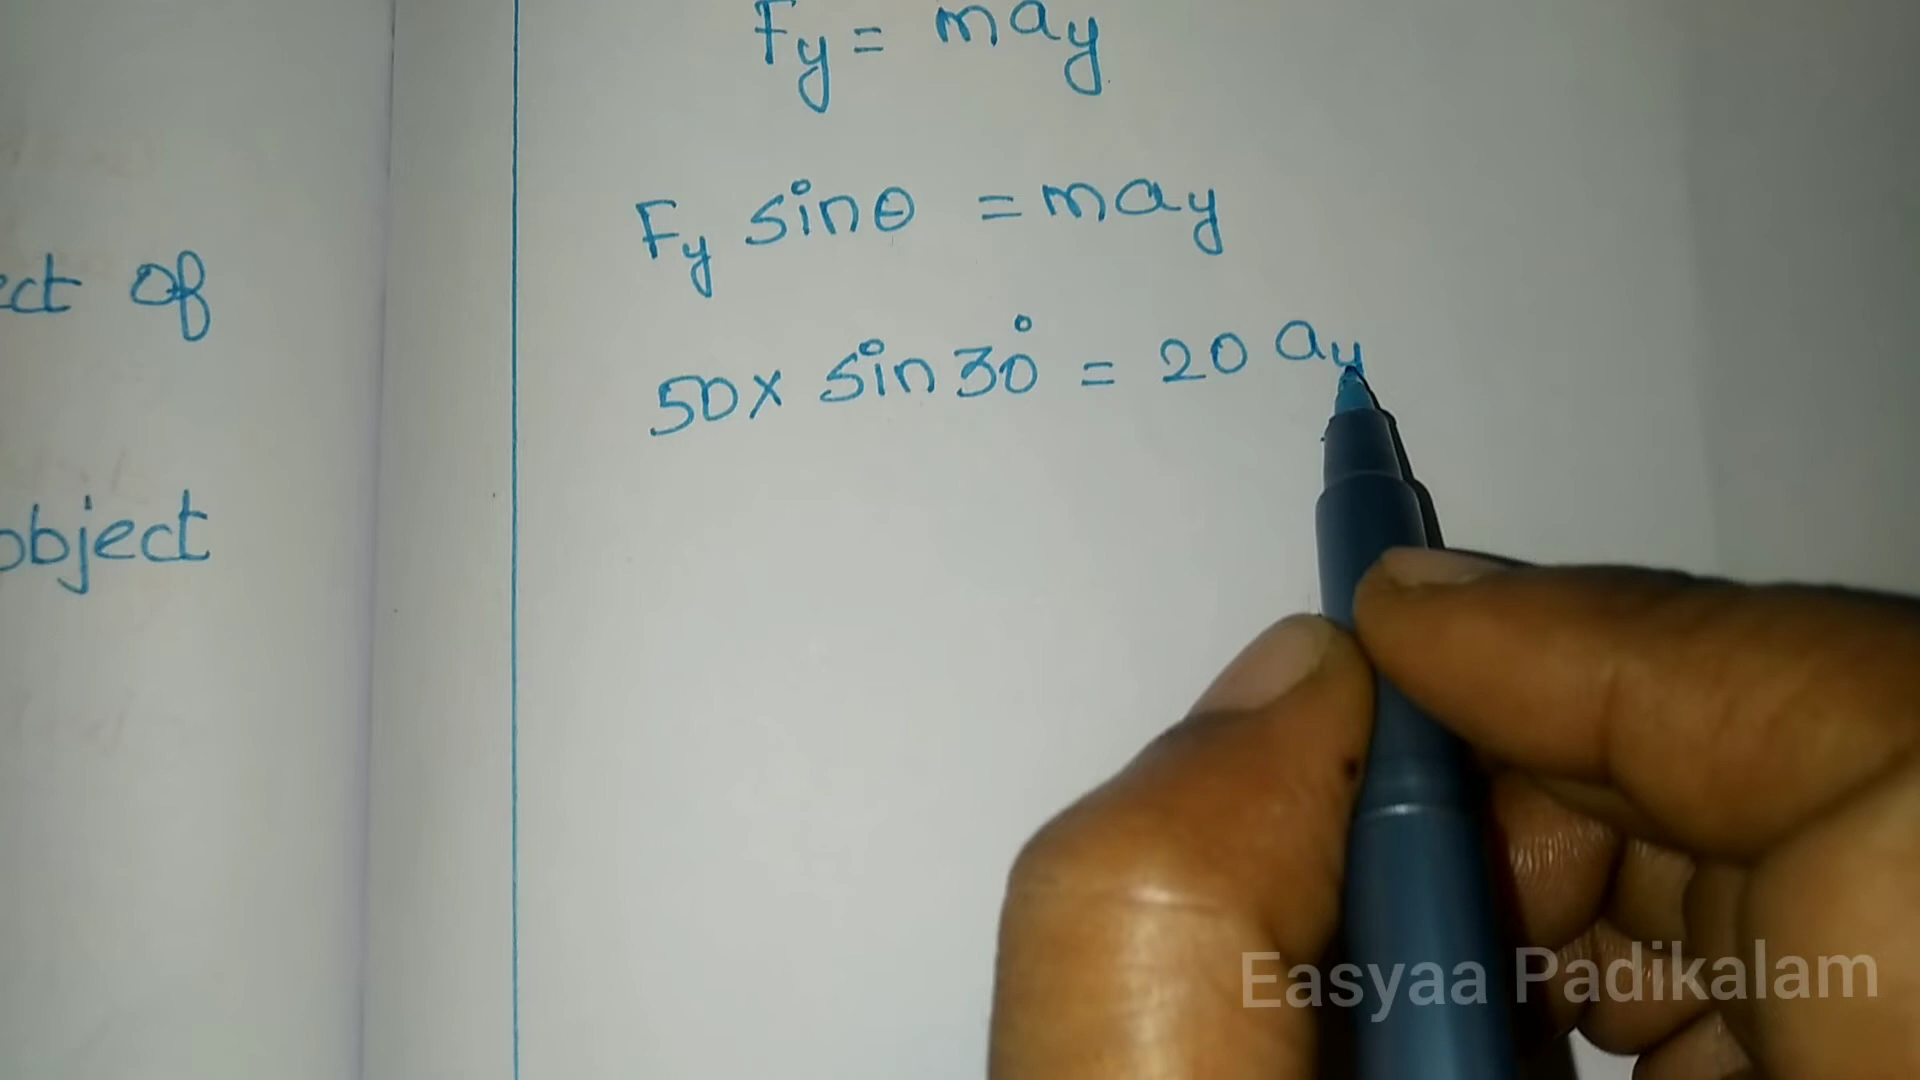 Fy = may
Fy sinθ = may
ect of
50 x sin 30° = 20 ay
object
Easyaa Padikalam